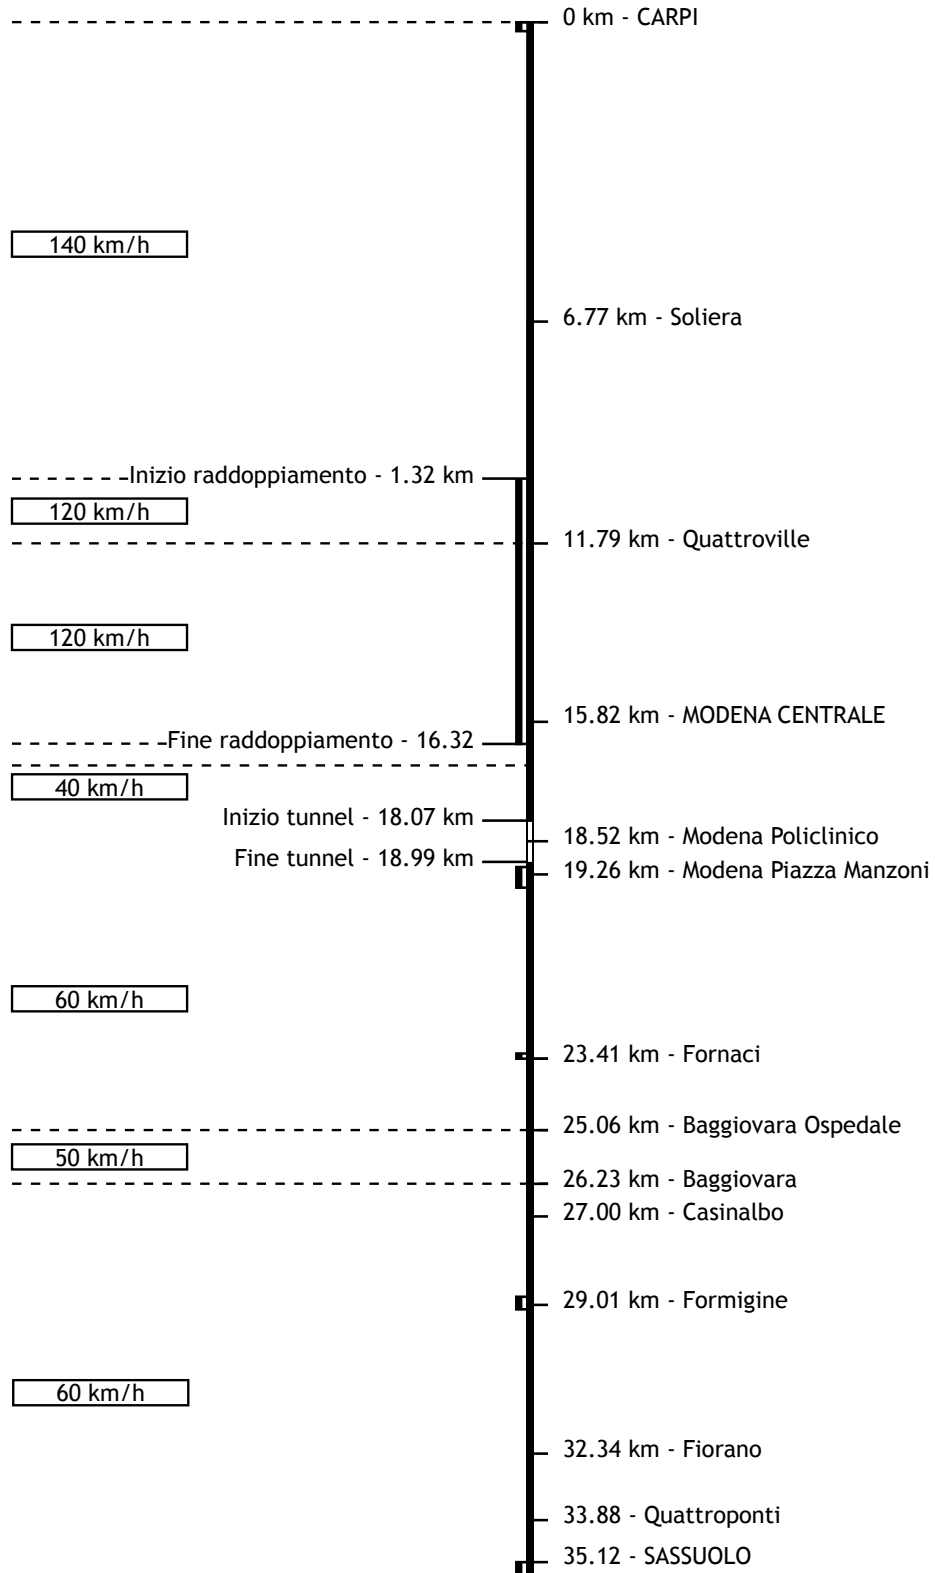 0 km - CARPI
140 km/h
6.77 km - Soliera
Inizio raddoppiamento - 1.32 km
120 km/h
11.79 km - Quattroville
120 km/h
15.82 km - MODENA CENTRALE
Fine raddoppiamento - 16.32
40 km/h
Inizio tunnel - 18.07 km
18.52 km - Modena Policlinico
Fine tunnel - 18.99 km
19.26 km - Modena Piazza Manzoni
60 km/h
23.41 km - Fornaci
25.06 km - Baggiovara Ospedale
50 km/h
26.23 km - Baggiovara
27.00 km - Casinalbo
29.01 km - Formigine
60 km/h
32.34 km - Fiorano
33.88 - Quattroponti
35.12 - SASSUOLO